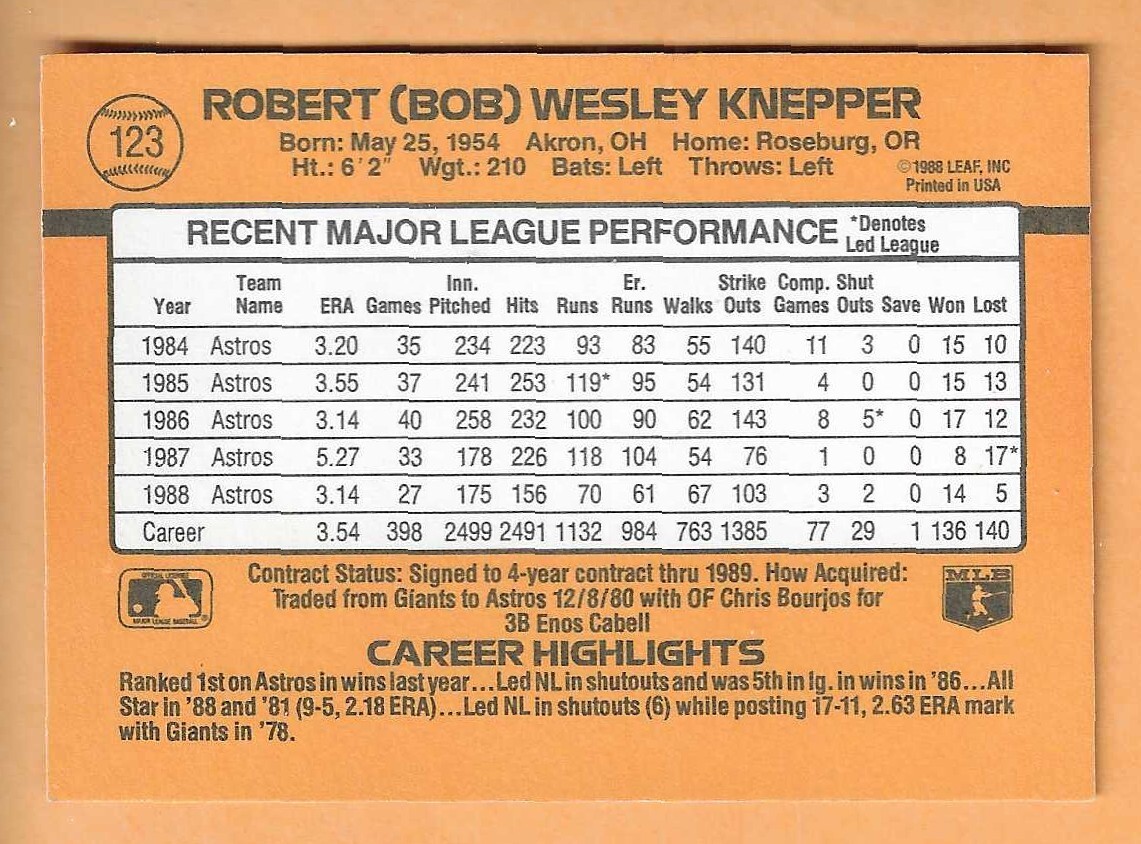 123
ROBERT (BOB) WESLEY KNEPPER
Born: May 25, 1954 Akron, OH Home: Roseburg, OR
Ht.: 6'2" Wgt.: 210 Bats: Left Throws: Left
©1988 LEAF, INC
Printed in USA
RECENT MAJOR LEAGUE PERFORMANCE *Denotes Led League
Year Team Name ERA Games Inn. Pitched Hits Runs Er. Runs Walks Strike Outs Comp. Games Shut Outs Save Won Lost
1984 Astros 3.20 35 234 223 93 83 55 140 11 3 0 15 10
1985 Astros 3.55 37 241 253 119* 95 54 131 4 0 0 15 13
1986 Astros 3.14 40 258 232 100 90 62 143 8 5* 0 17 12
1987 Astros 5.27 33 178 226 118 104 54 76 1 0 0 8 17*
1988 Astros 3.14 27 175 156 70 61 67 103 3 2 0 14 5
Career 3.54 398 2499 2491 1132 984 763 1385 77 29 1 136 140
OFFICIAL LICENSEE
MAJOR LEAGUE BASEBALL
®
Contract Status: Signed to 4-year contract thru 1989. How Acquired:
Traded from Giants to Astros 12/8/80 with OF Chris Bourjos for
3B Enos Cabell
MLB
CAREER HIGHLIGHTS
Ranked 1st on Astros in wins last year...Led NL in shutouts and was 5th in lg. in wins in '86...All
Star in '88 and '81 (9-5, 2.18 ERA)...Led NL in shutouts (6) while posting 17-11, 2.63 ERA mark
with Giants in '78.